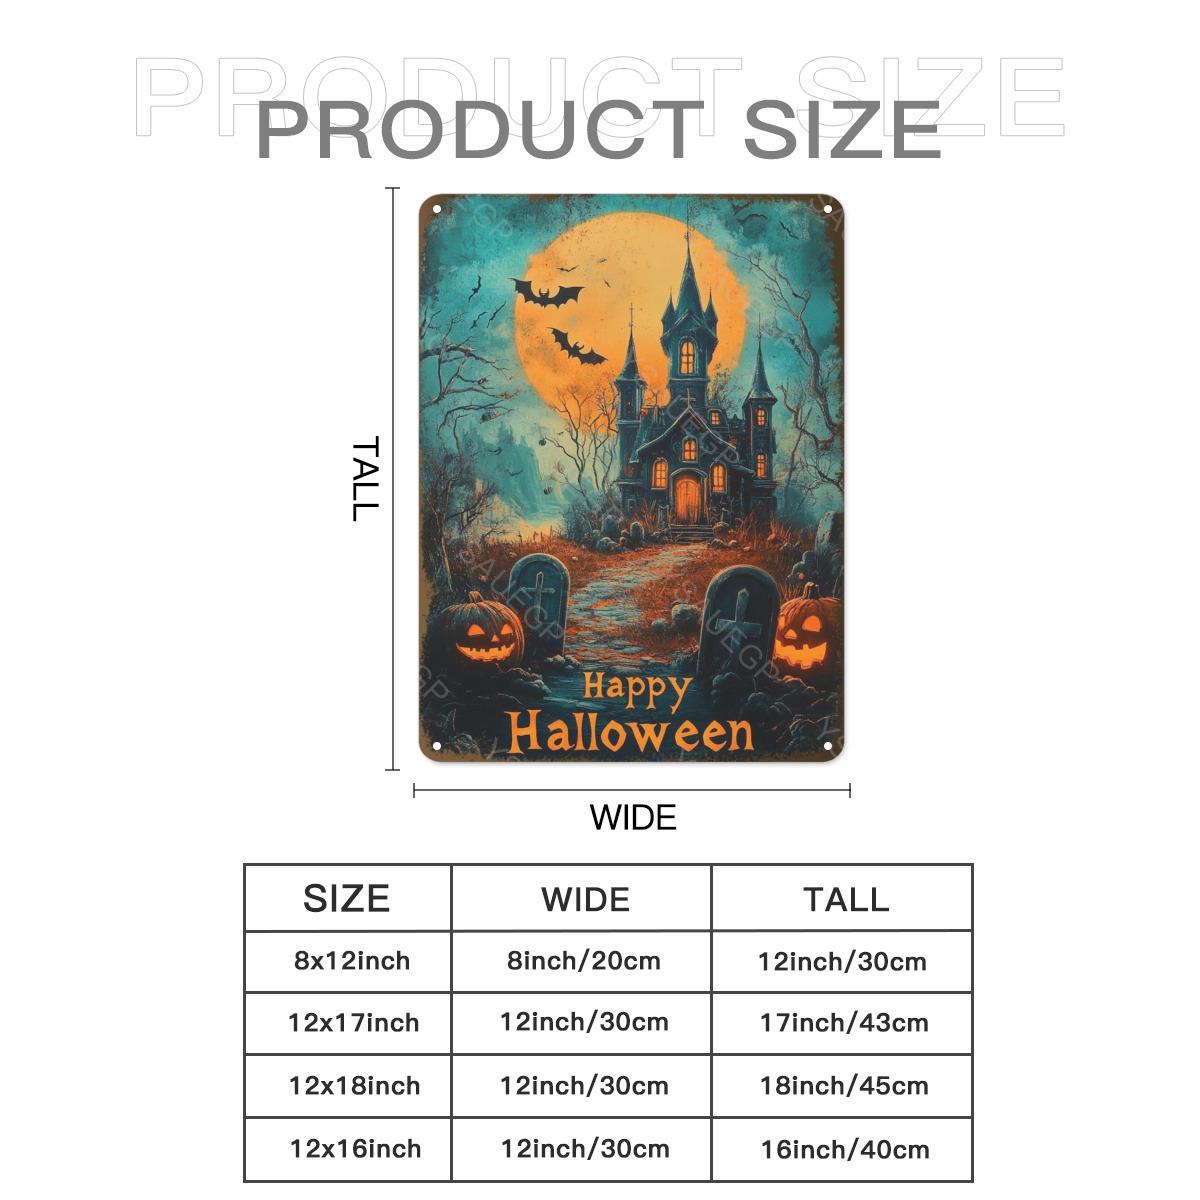 PRODUCT SIZE
PRODUCT SIZE
TALL
Happy
Halloween
WIDE
SIZE WIDE TALL
8x12inch 8inch/20cm 12inch/30cm
12x17inch 12inch/30cm 17inch/43cm
12x18inch 12inch/30cm 18inch/45cm
12x16inch 12inch/30cm 16inch/40cm